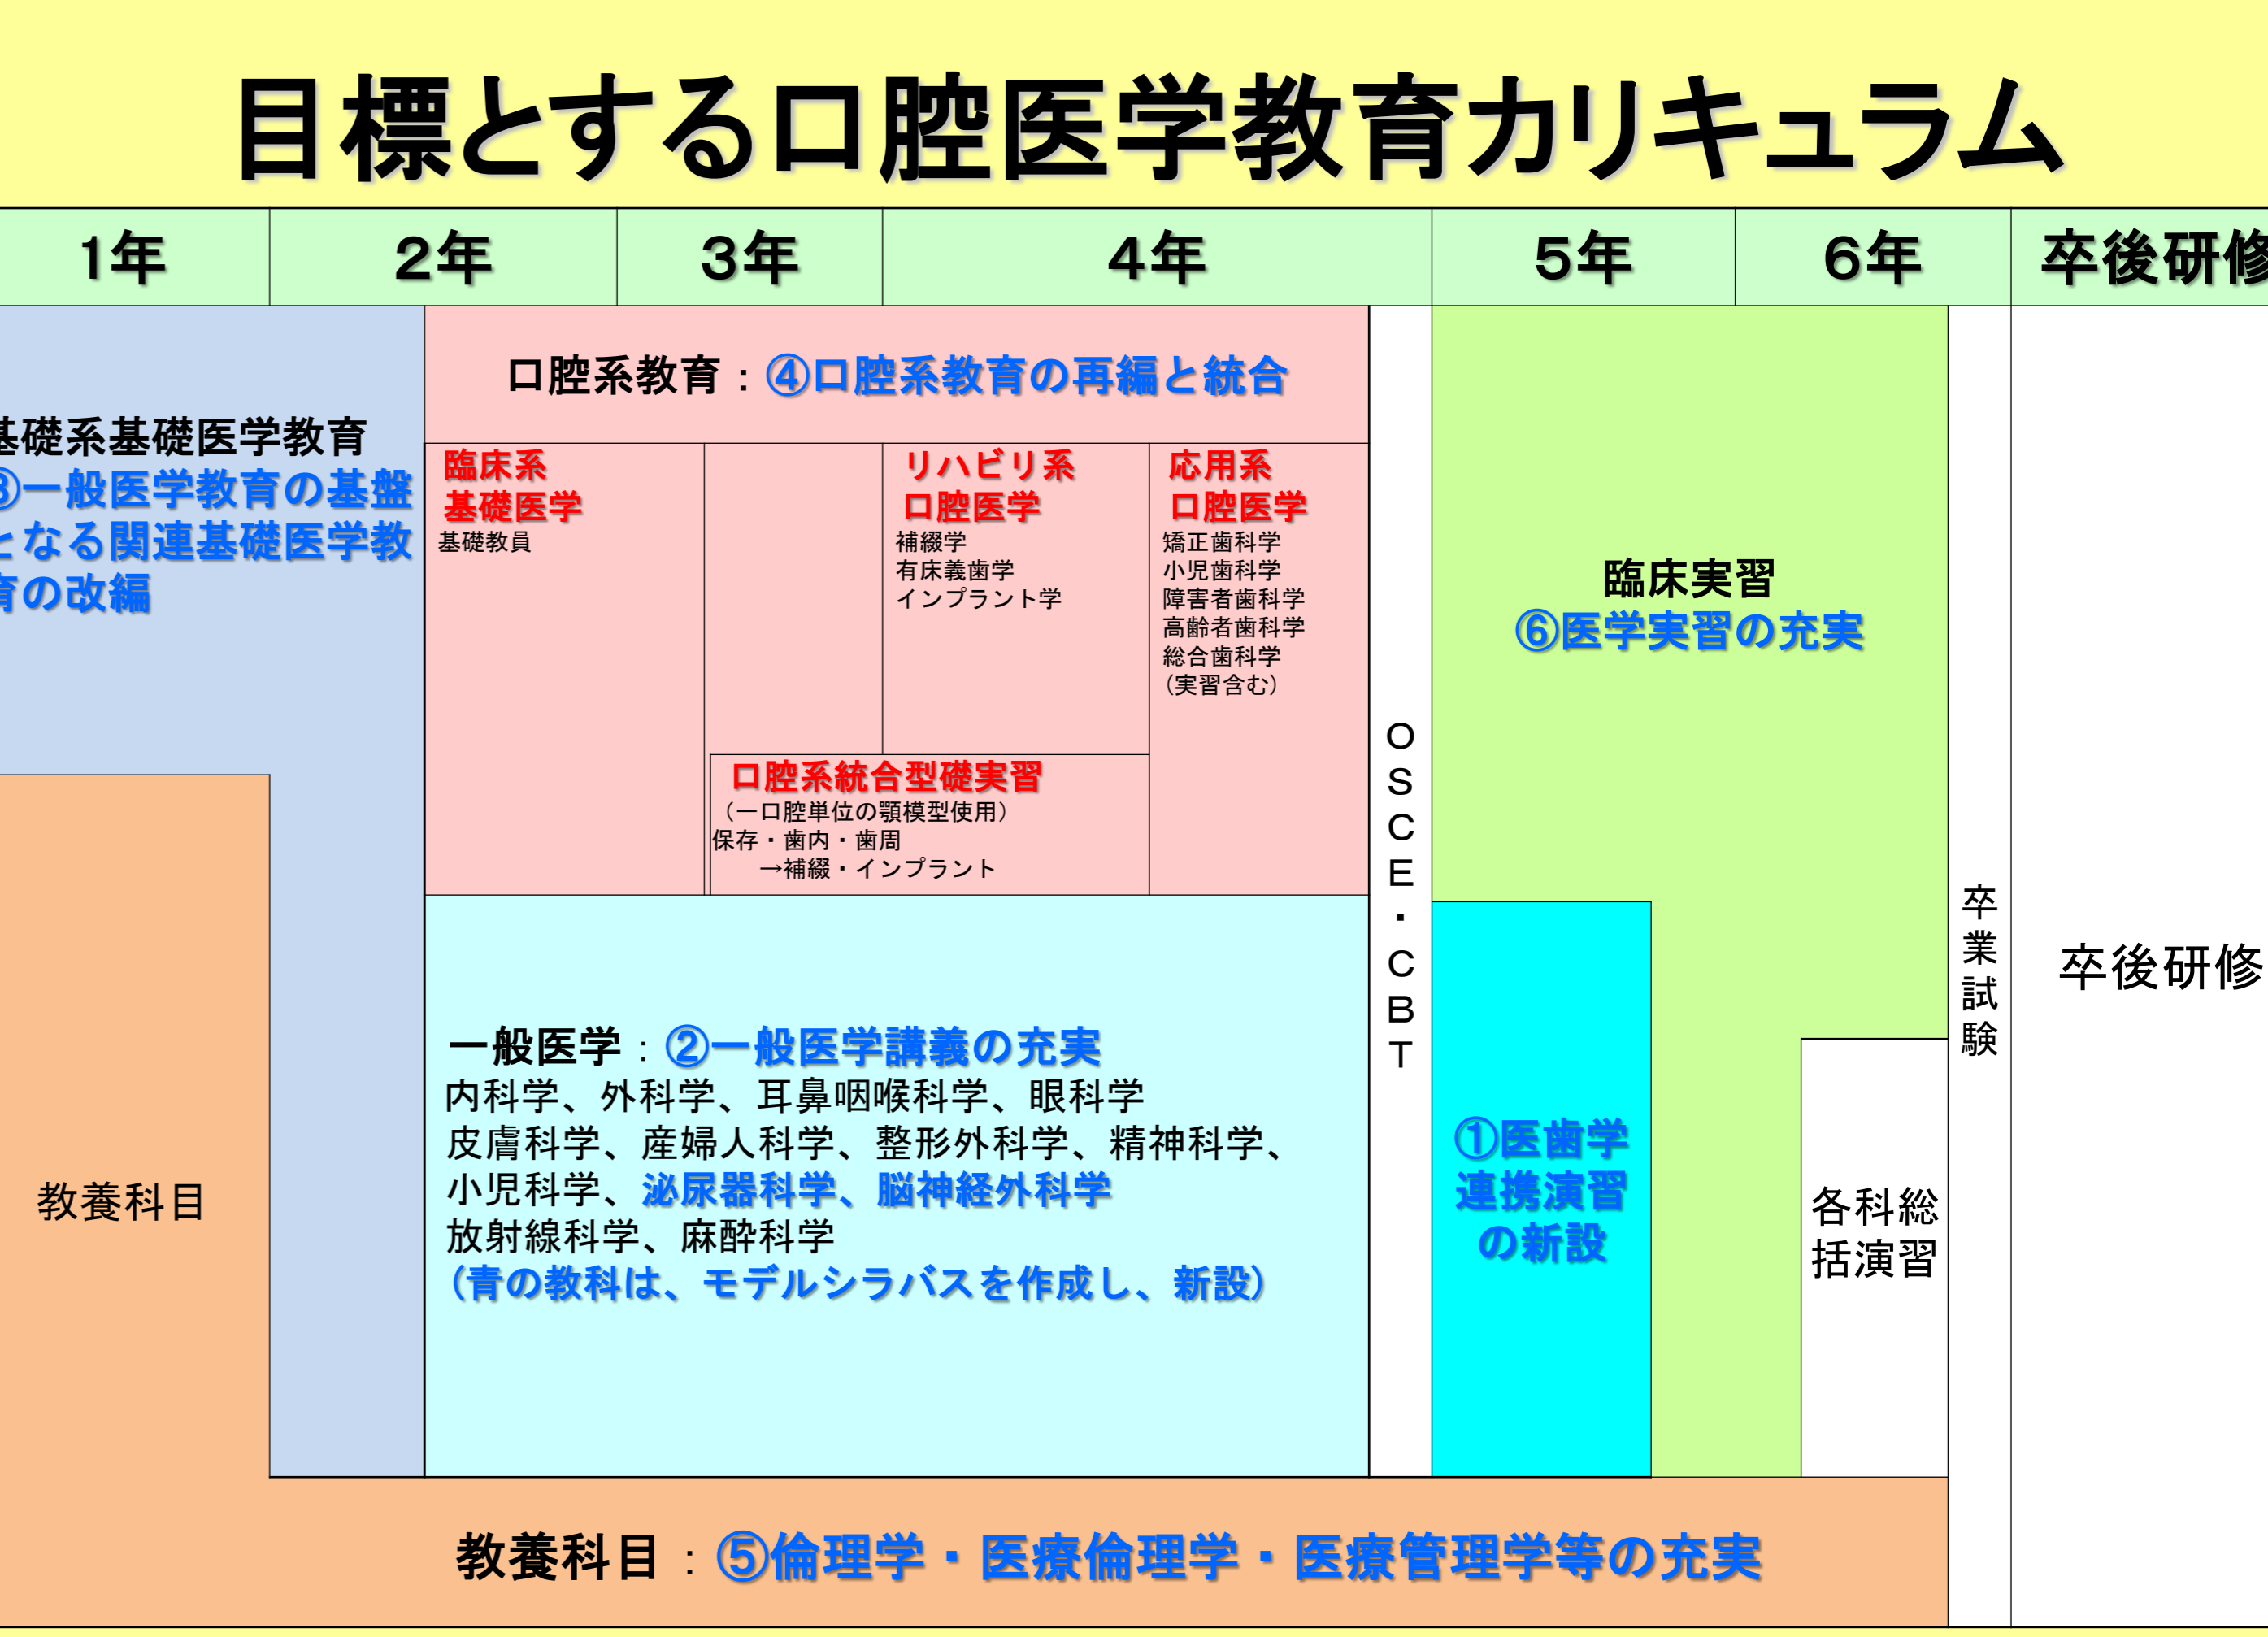 目標とする口腔医学教育カリキュラム
1年
2年
3年
4年
5年
6年
卒後研修
基礎系基礎医学教育
③一般医学教育の基盤
となる関連基礎医学教
育の改編
口腔系教育：④口腔系教育の再編と統合
臨床系
基礎医学
基礎教員
リハビリ系
口腔医学
補綴学
有床義歯学
インプラント学
応用系
口腔医学
矯正歯科学
小児歯科学
障害者歯科学
高齢者歯科学
総合歯科学
（実習含む）
口腔系統合型礎実習
（一口腔単位の顎模型使用）
保存・歯内・歯周
→補綴・インプラント
OSCE・CBT
臨床実習
⑥医学実習の充実
一般医学：②一般医学講義の充実
内科学、外科学、耳鼻咽喉科学、眼科学
皮膚科学、産婦人科学、整形外科学、精神科学、
小児科学、泌尿器科学、脳神経外科学
放射線科学、麻酔科学
（青の教科は、モデルシラバスを作成し、新設）
①医歯学
連携演習
の新設
各科総
括演習
卒業試験
卒後研修
教養科目
教養科目：⑤倫理学・医療倫理学・医療管理学等の充実